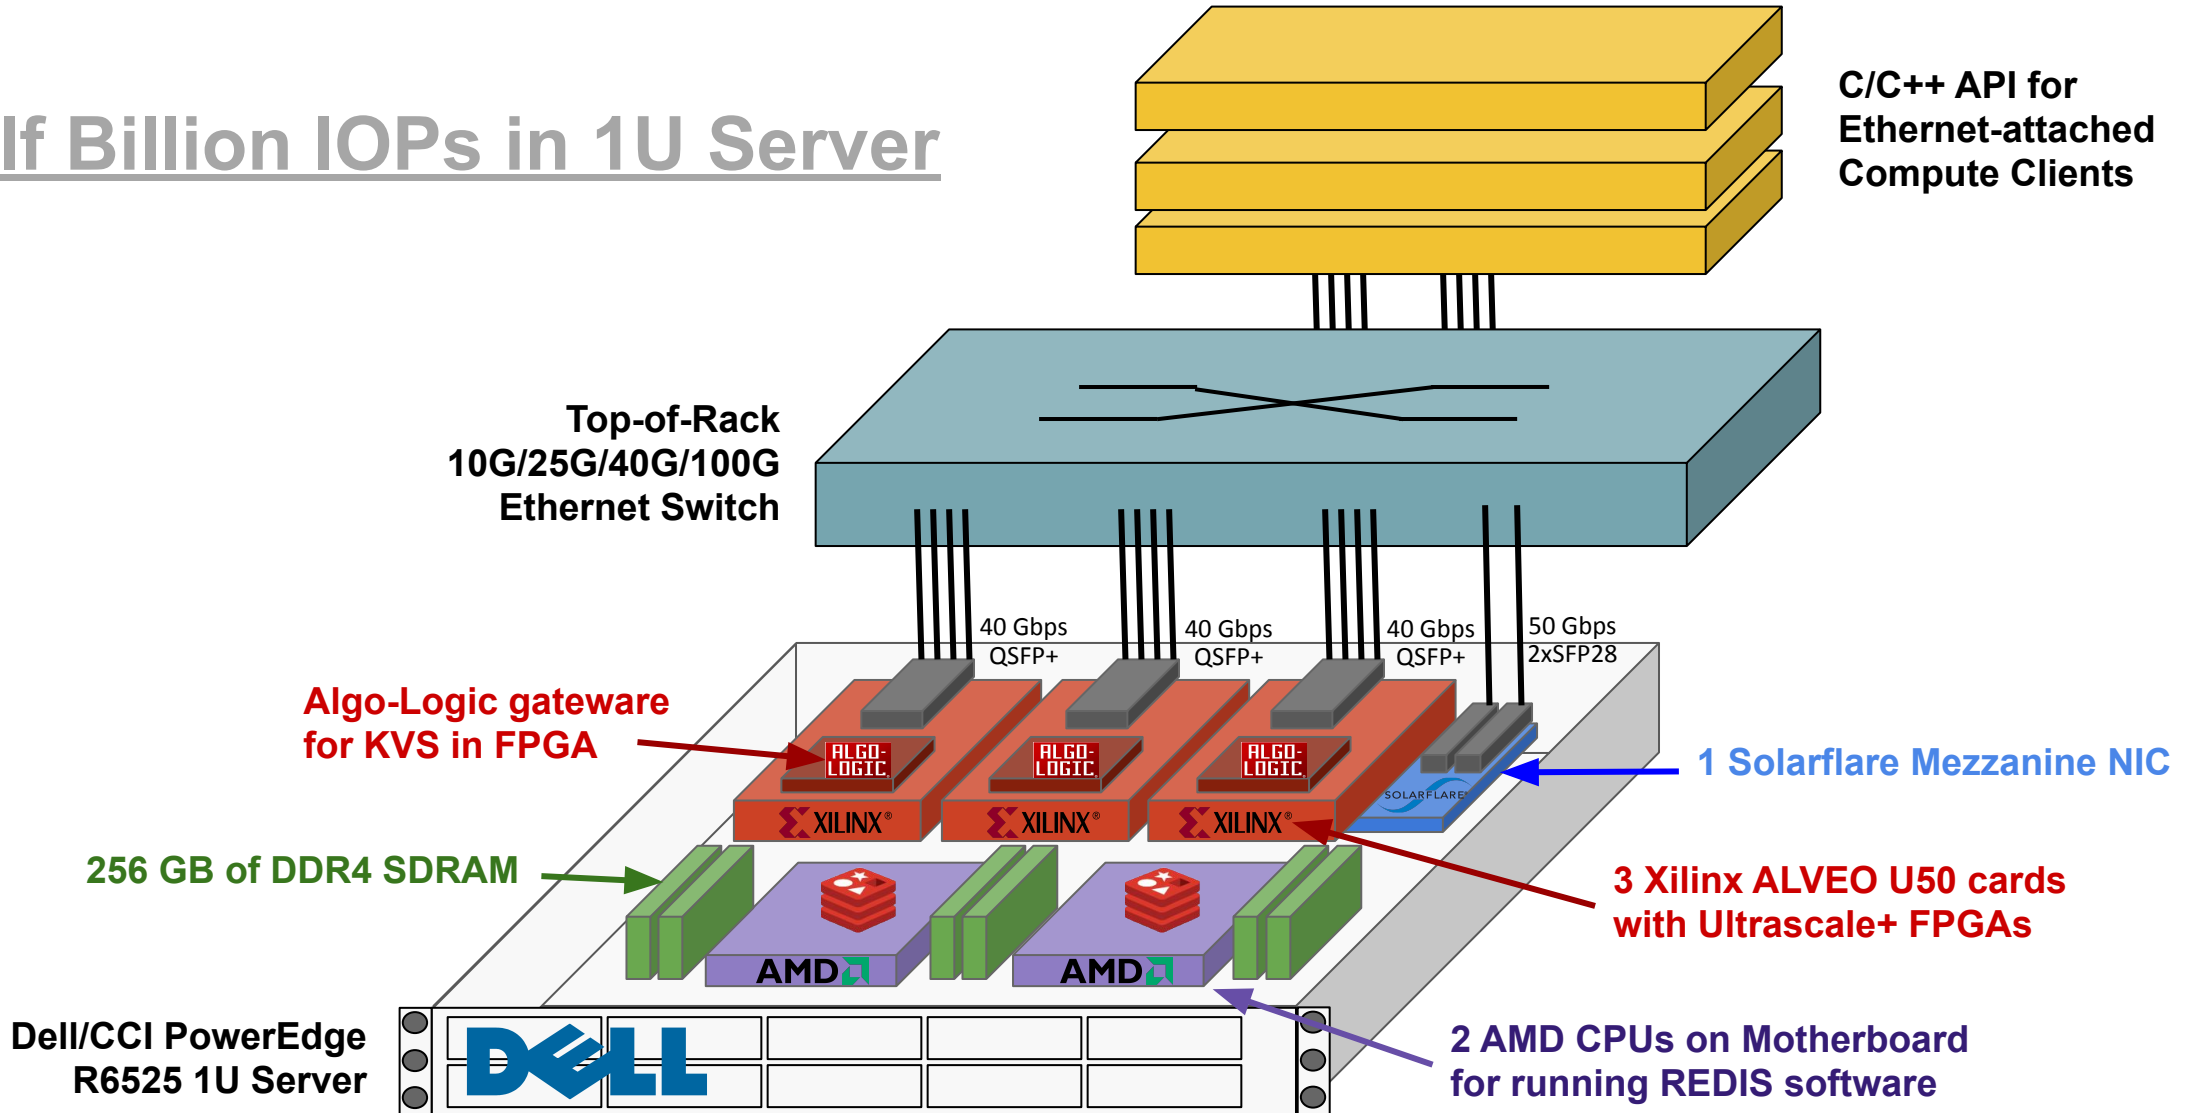 lf Billion IOPs in 1U Server
C/C++ API for
Ethernet-attached
Compute Clients
Top-of-Rack
10G/25G/40G/100G
Ethernet Switch
40 Gbps
QSFP+
40 Gbps
QSFP+
40 Gbps
QSFP+
50 Gbps
2xSFP28
Algo-Logic gateware
for KVS in FPGA
ALGO-
LOGIC
ALGO-
LOGIC
ALGO-
LOGIC
1 Solarflare Mezzanine NIC
SOLARFLARE
XILINX®
XILINX®
XILINX®
256 GB of DDR4 SDRAM
3 Xilinx ALVEO U50 cards
with Ultrascale+ FPGAs
AMD
AMD
Dell/CCI PowerEdge
R6525 1U Server
DELL
2 AMD CPUs on Motherboard
for running REDIS software